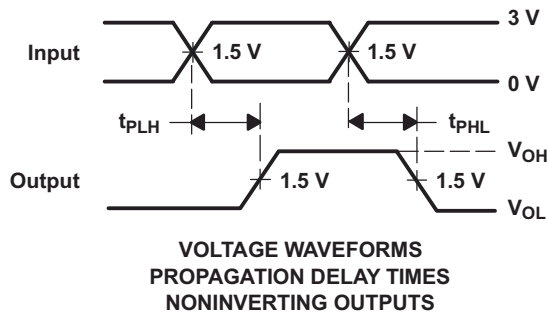 3 V
Input
1.5 V
1.5 V
0 V
tPLH
tPHL
VOH
Output
1.5 V
1.5 V
VOL
VOLTAGE WAVEFORMS
PROPAGATION DELAY TIMES
NONINVERTING OUTPUTS